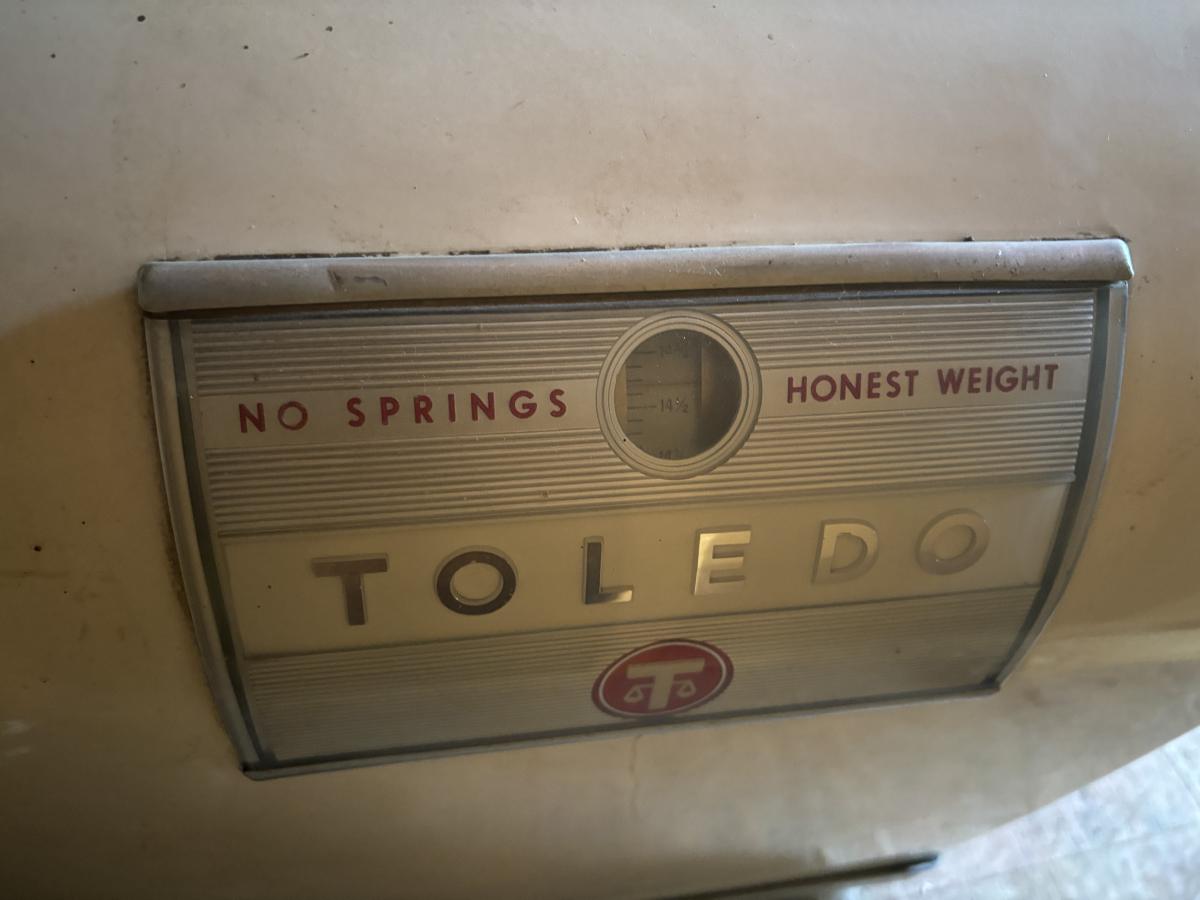 NO SPRINGS
14½
HONEST WEIGHT
TOLEDO
T